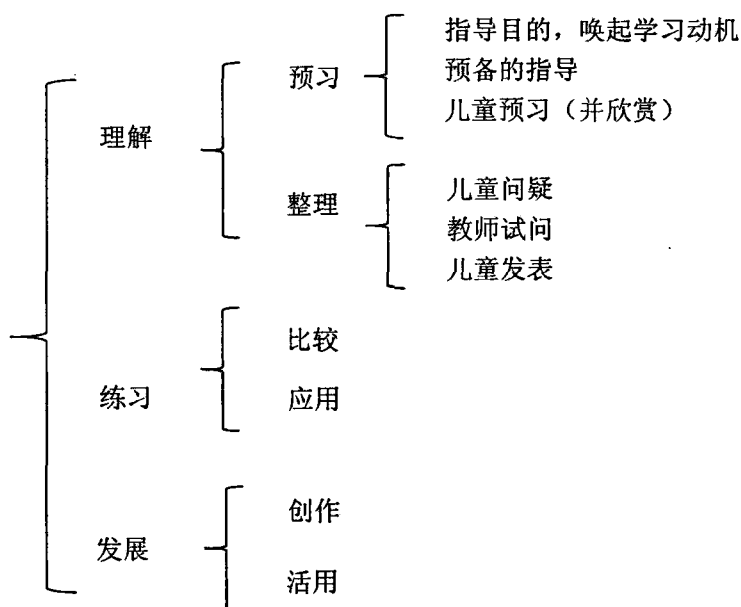 理解
预习
指导目的，唤起学习动机
预备的指导
儿童预习（并欣赏）
整理
儿童问疑
教师试问
儿童发表
练习
比较
应用
发展
创作
活用